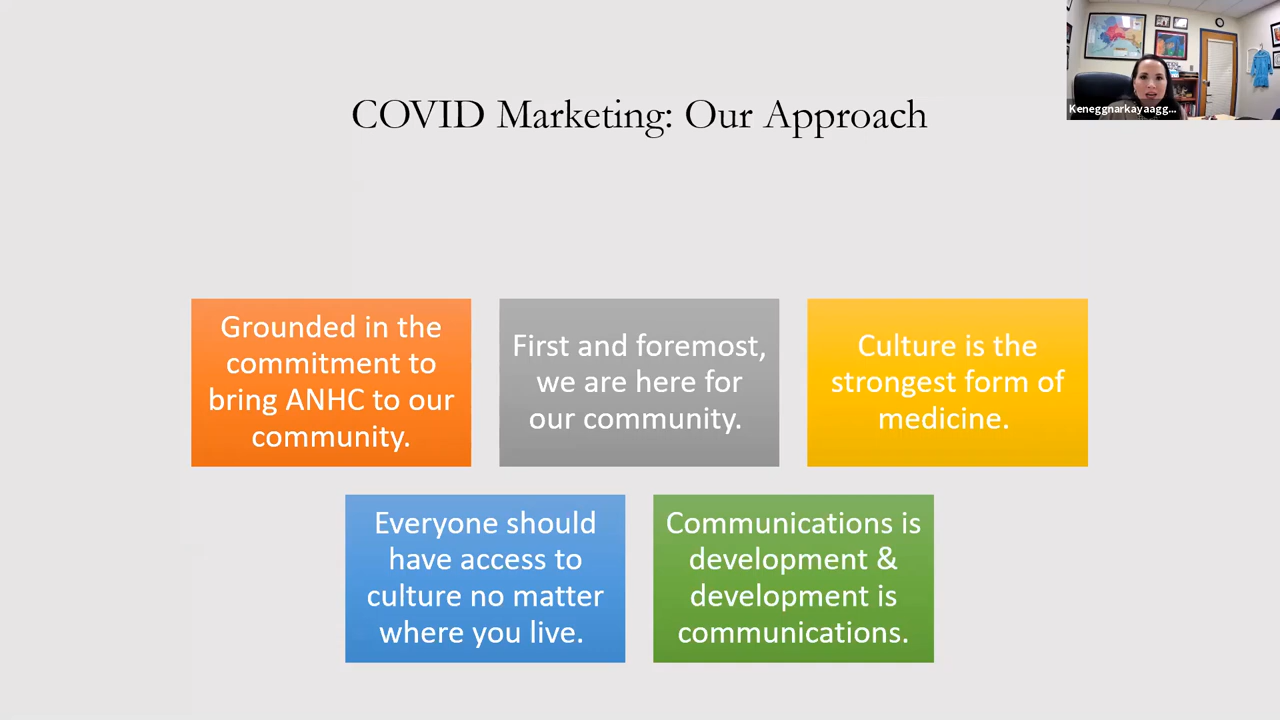 COVID Marketing: Our Approach
Keneggnarkayaagg...
Grounded in the
commitment to
bring ANHC to our
community.
First and foremost,
we are here for
our community.
Culture is the
strongest form of
medicine.
Everyone should
have access to
culture no matter
where you live.
Communications is
development &
development is
communications.